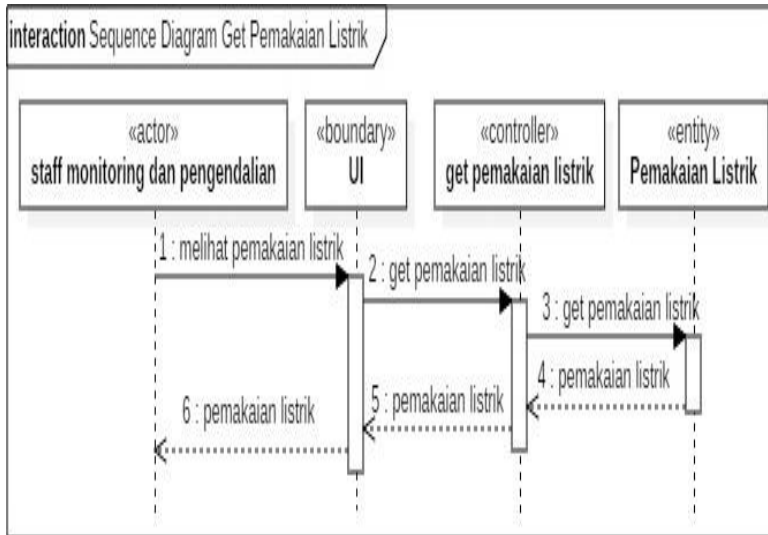 interaction Sequence Diagram Get Pemakaian Listrik
«actor»
staff monitoring dan pengendalian
«boundary»
UI
«controller»
get pemakaian listrik
«entity»
Pemakaian Listrik
1 : melihat pemakaian listrik
2 : get pemakaian listrik
3 : get pemakaian listrik
4 : pemakaian listrik
5 : pemakaian listrik
6 : pemakaian listrik